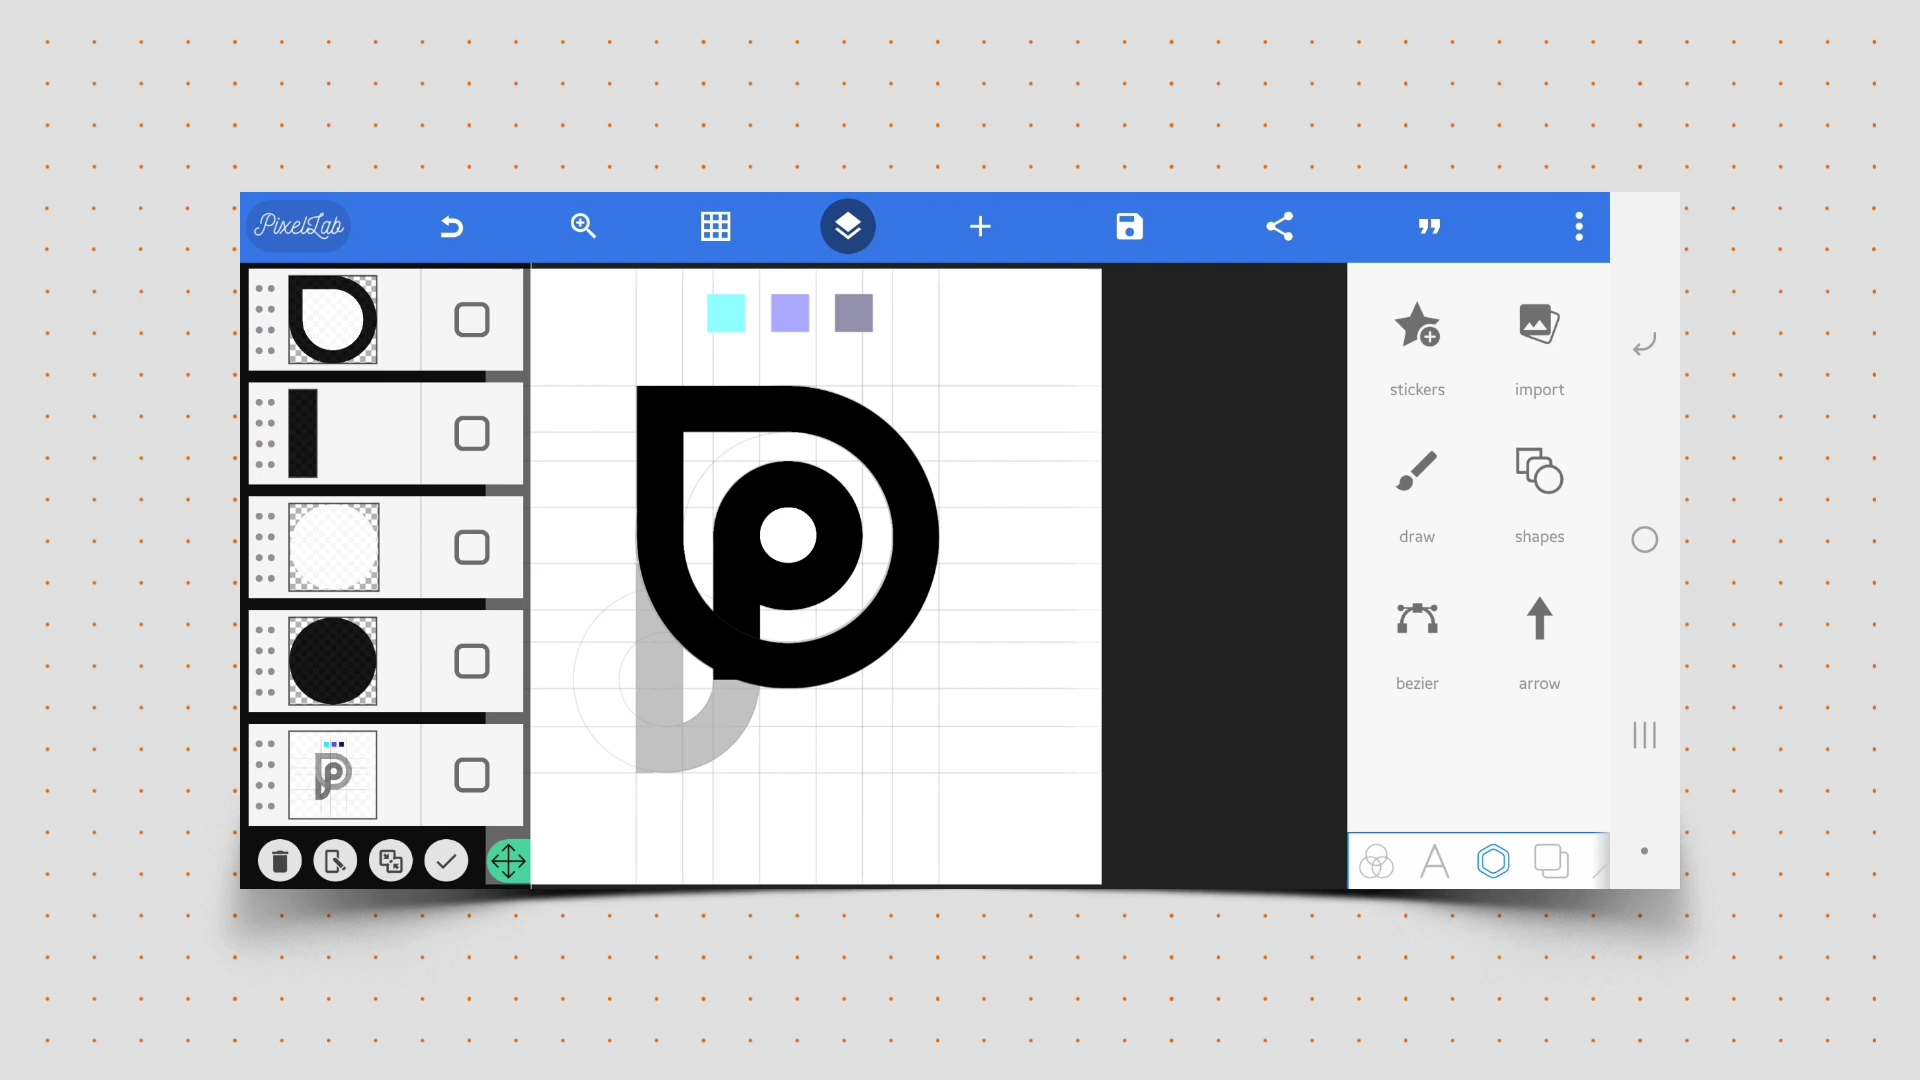 PixelLab
stickers
import
draw
shapes
bezier
arrow